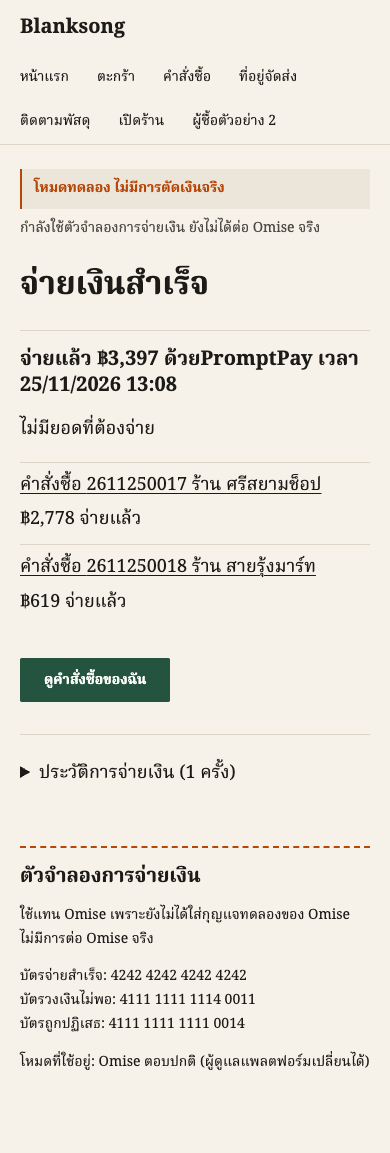 Blanksong
หน้าแรก ตะกร้า คำสั่งซื้อ ที่อยู่จัดส่ง
ติดตามพัสดุ เปิดร้าน ผู้ซื้อตัวอย่าง 2
โหมดทดลอง ไม่มีการตัดเงินจริง
กำลังใช้ตัวจำลองการจ่ายเงิน ยังไม่ได้ต่อ Omise จริง
จ่ายเงินสำเร็จ
จ่ายแล้ว ฿3,397 ด้วยPromptPay เวลา
25/11/2026 13:08
ไม่มียอดที่ต้องจ่าย
คำสั่งซื้อ 2611250017 ร้าน ศรีสยามช็อป
฿2,778 จ่ายแล้ว
คำสั่งซื้อ 2611250018 ร้าน สายรุ้งมาร์ท
฿619 จ่ายแล้ว
ดูคำสั่งซื้อของฉัน
▶ ประวัติการจ่ายเงิน (1 ครั้ง)
ตัวจำลองการจ่ายเงิน
ใช้แทน Omise เพราะยังไม่ได้ใส่กุญแจทดลองของ Omise
ไม่มีการต่อ Omise จริง
บัตรจ่ายสำเร็จ: 4242 4242 4242 4242
บัตรวงเงินไม่พอ: 4111 1111 1114 0011
บัตรถูกปฏิเสธ: 4111 1111 1111 0014
โหมดที่ใช้อยู่: Omise ตอบปกติ (ผู้ดูแลแพลตฟอร์มเปลี่ยนได้)